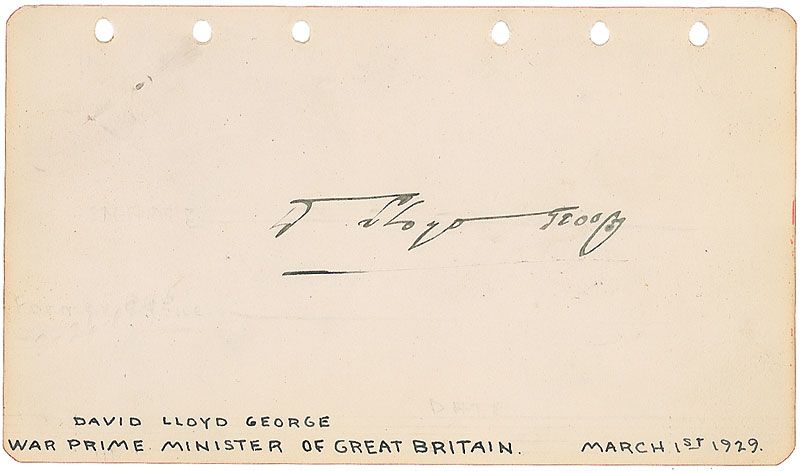 D Lloyd George
DAVID LLOYD GEORGE
WAR PRIME MINISTER OF GREAT BRITAIN. MARCH 1ST 1929.